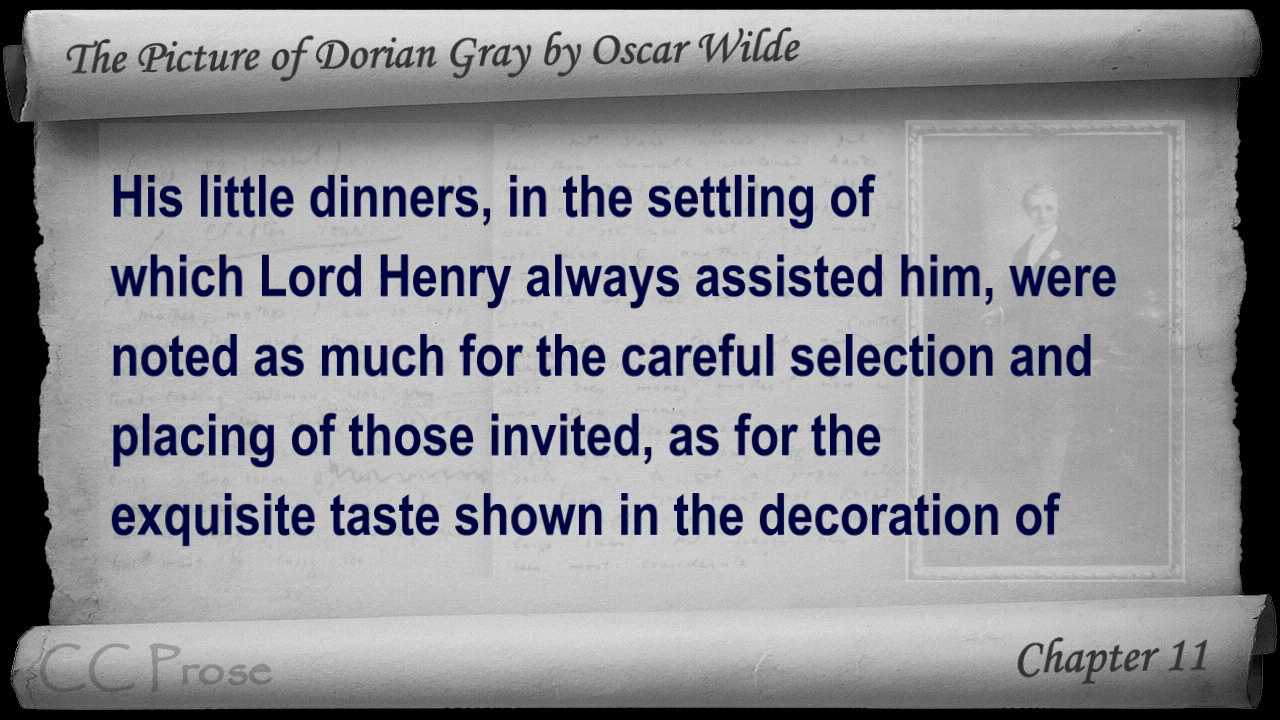 The Picture of Dorian Gray by Oscar Wilde
His little dinners, in the settling of
which Lord Henry always assisted him, were
noted as much for the careful selection and
placing of those invited, as for the
exquisite taste shown in the decoration of
CC Prose
Chapter 11